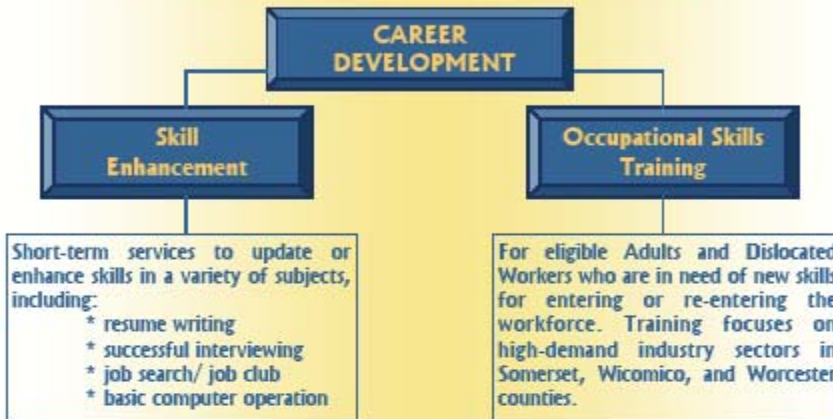 CAREER
DEVELOPMENT
Skill
Enhancement
Occupational Skills
Training
Short-term services to update or
enhance skills in a variety of subjects,
including:
* resume writing
* successful interviewing
* job search/ job club
* basic computer operation
For eligible Adults and Dislocated
Workers who are in need of new skills
for entering or re-entering the
workforce. Training focuses on
high-demand industry sectors in
Somerset, Wicomico, and Worcester
counties.